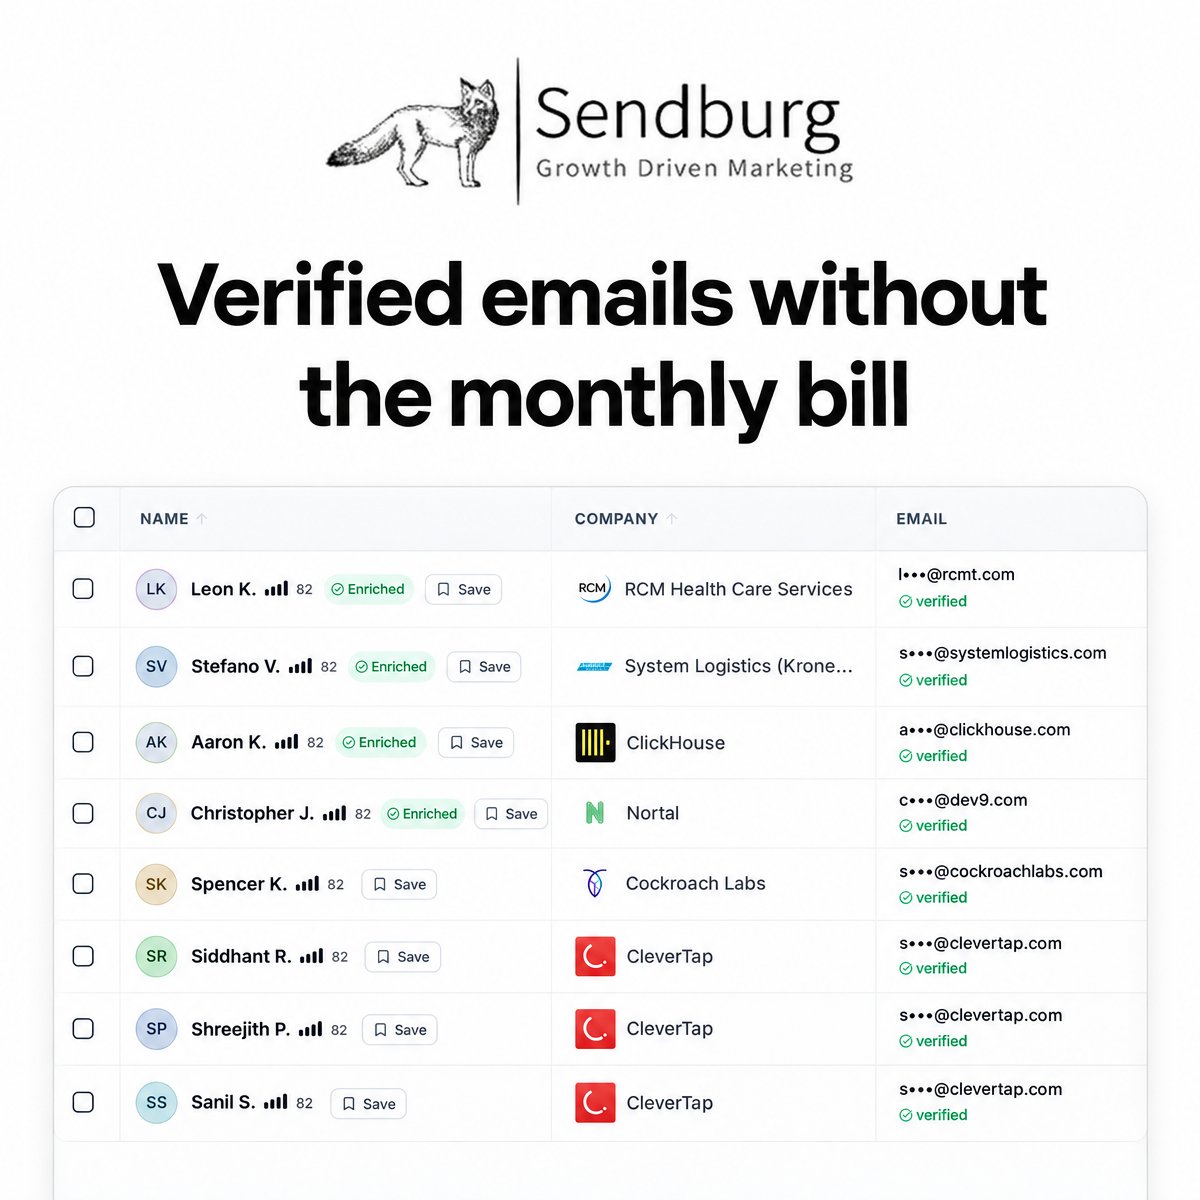 Sendburg
Growth Driven Marketing
Verified emails without
the monthly bill
NAME ↑ COMPANY ↑ EMAIL
LK Leon K. 82 Enriched Save RCM RCM Health Care Services l•••@rcmt.com
verified
SV Stefano V. 82 Enriched Save System Logistics (Krone... s•••@systemlogistics.com
verified
AK Aaron K. 82 Enriched Save ClickHouse a•••@clickhouse.com
verified
CJ Christopher J. 82 Enriched Save Nortal c•••@dev9.com
verified
SK Spencer K. 82 Save Cockroach Labs s•••@cockroachlabs.com
verified
SR Siddhant R. 82 Save CleverTap s•••@clevertap.com
verified
SP Shreejith P. 82 Save CleverTap s•••@clevertap.com
verified
SS Sanil S. 82 Save CleverTap s•••@clevertap.com
verified